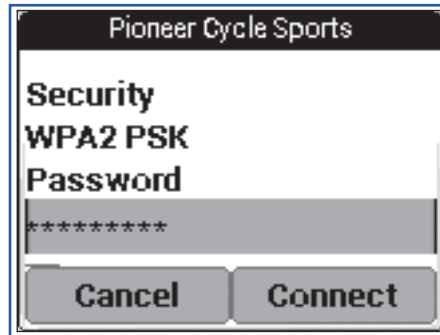 Pioneer Cycle Sports
Security
WPA2 PSK
Password
*********
Cancel Connect